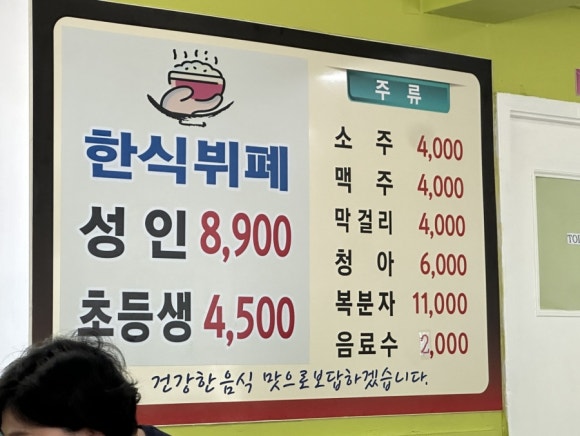 한식뷔페
성인 8,900
초등생 4,500
주류
소주 4,000
맥주 4,000
막걸리 4,000
청아 6,000
복분자 11,000
음료수 2,000
건강한음식 맛으로보답하겠습니다.